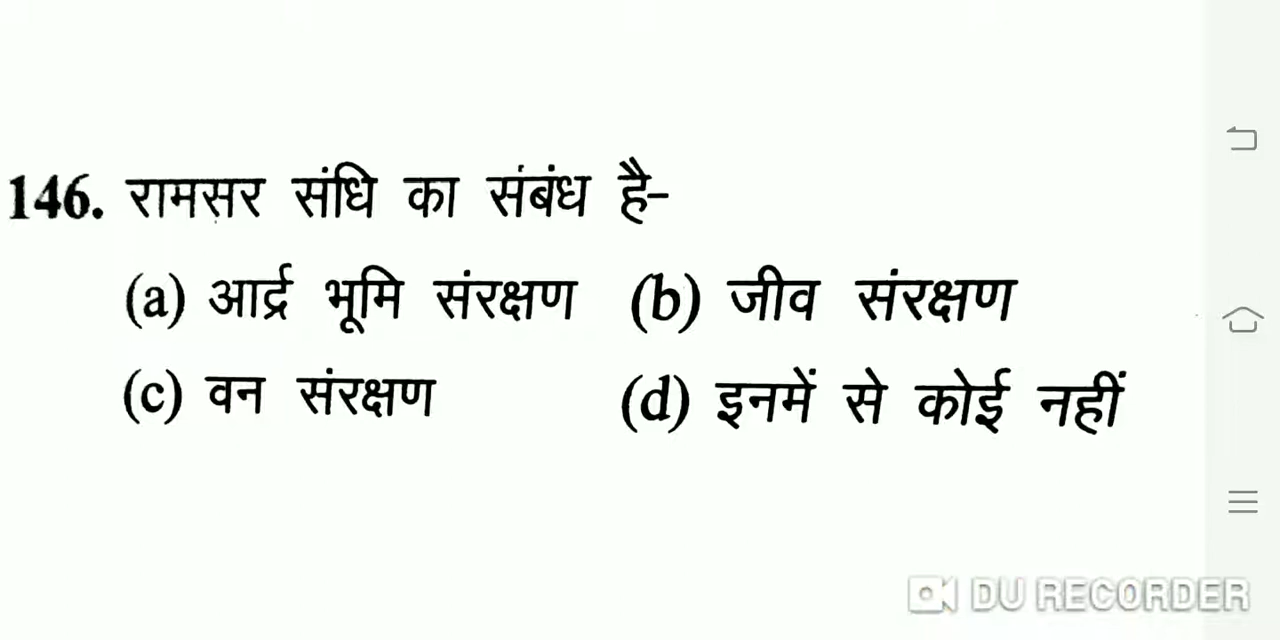 146. रामसर संधि का संबंध है-
(a) आर्द्र भूमि संरक्षण (b) जीव संरक्षण
(c) वन संरक्षण (d) इनमें से कोई नहीं
DU RECORDER